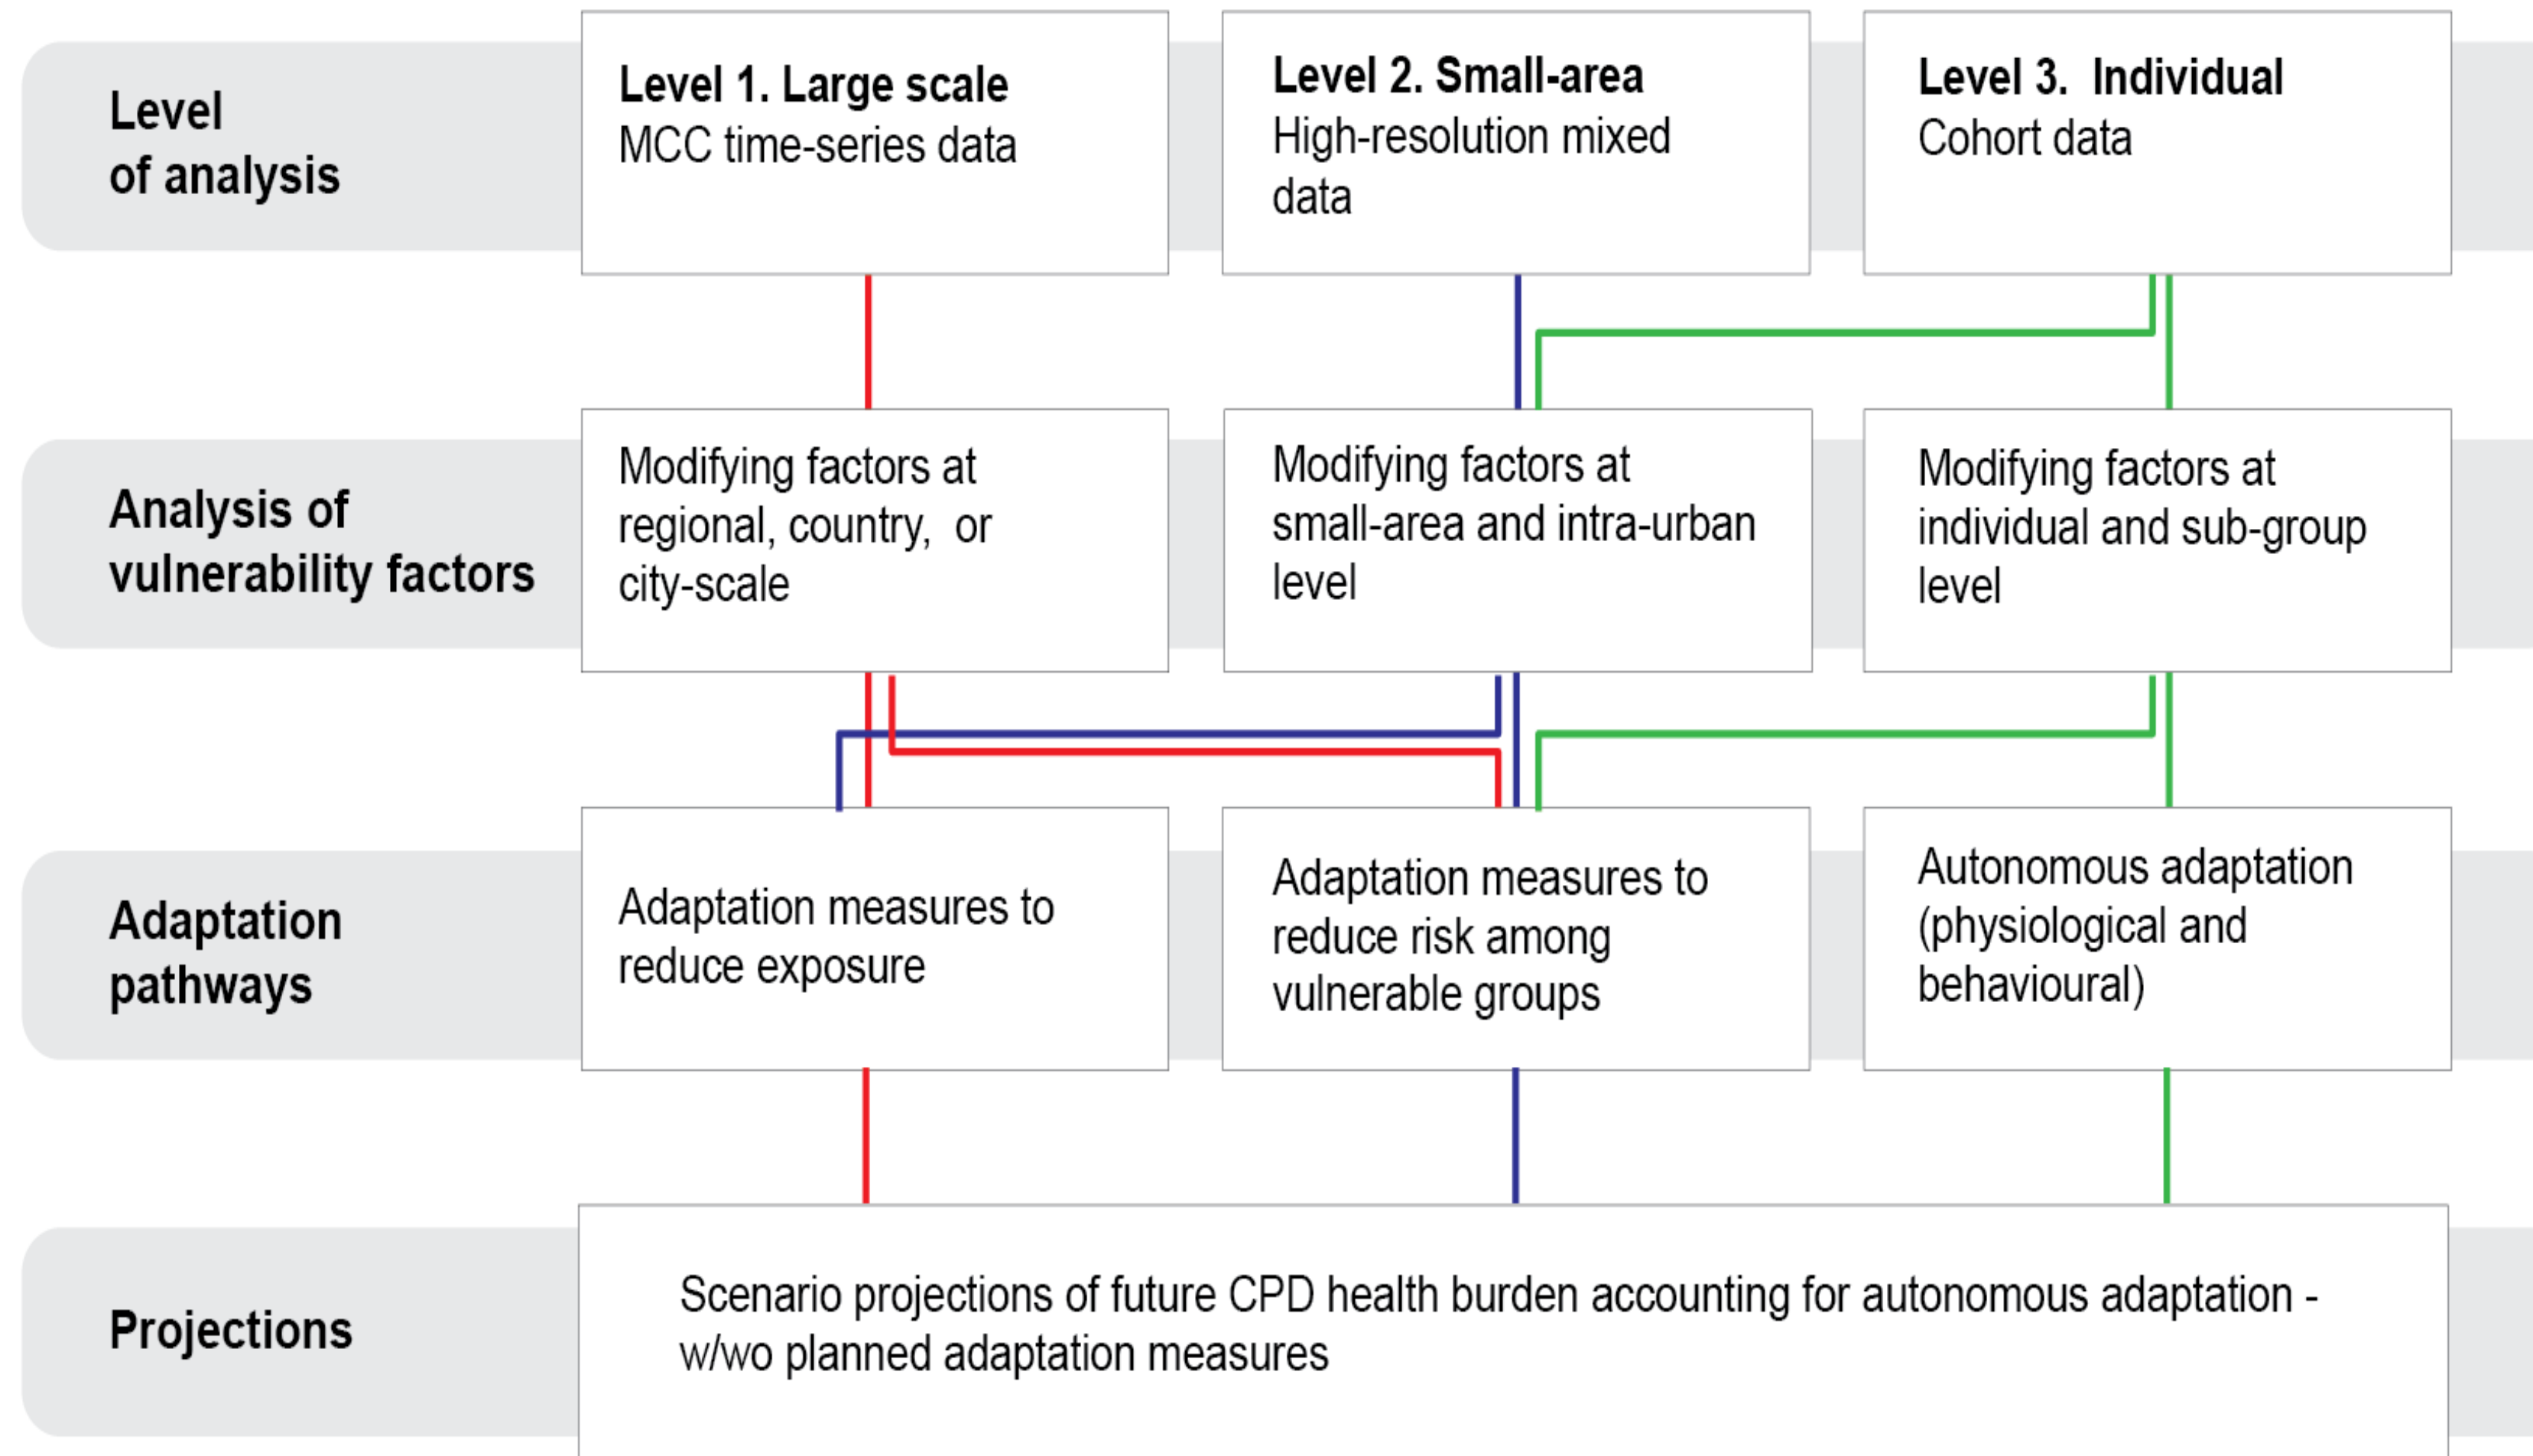 Level
of analysis
Level 1. Large scale
MCC time-series data
Level 2. Small-area
High-resolution mixed
data
Level 3.  Individual
Cohort data
Analysis of
vulnerability factors
Modifying factors at
regional, country,  or
city-scale
Modifying factors at
small-area and intra-urban
level
Modifying factors at
individual and sub-group
level
Adaptation
pathways
Adaptation measures to
reduce exposure
Adaptation measures to
reduce risk among
vulnerable groups
Autonomous adaptation
(physiological and
behavioural)
Projections
Scenario projections of future CPD health burden accounting for autonomous adaptation -
w/wo planned adaptation measures